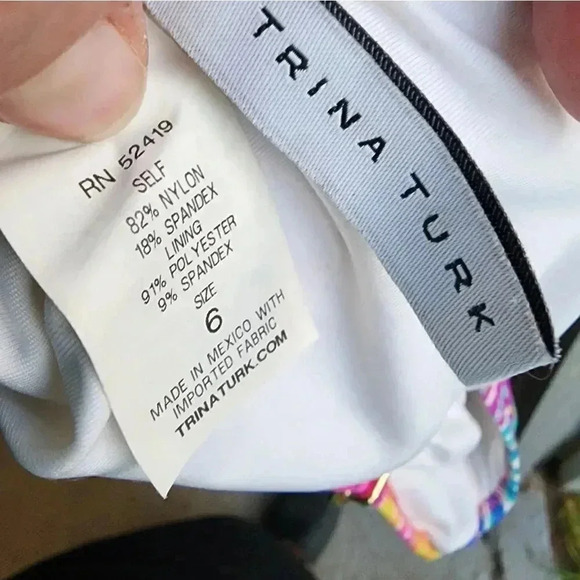 TRINA TURK
RN 52419
SELF
82% NYLON
18% SPANDEX
LINING
91% POLYESTER
9% SPANDEX
SIZE
6
MADE IN MEXICO WITH
IMPORTED FABRIC
TRINATURK.COM